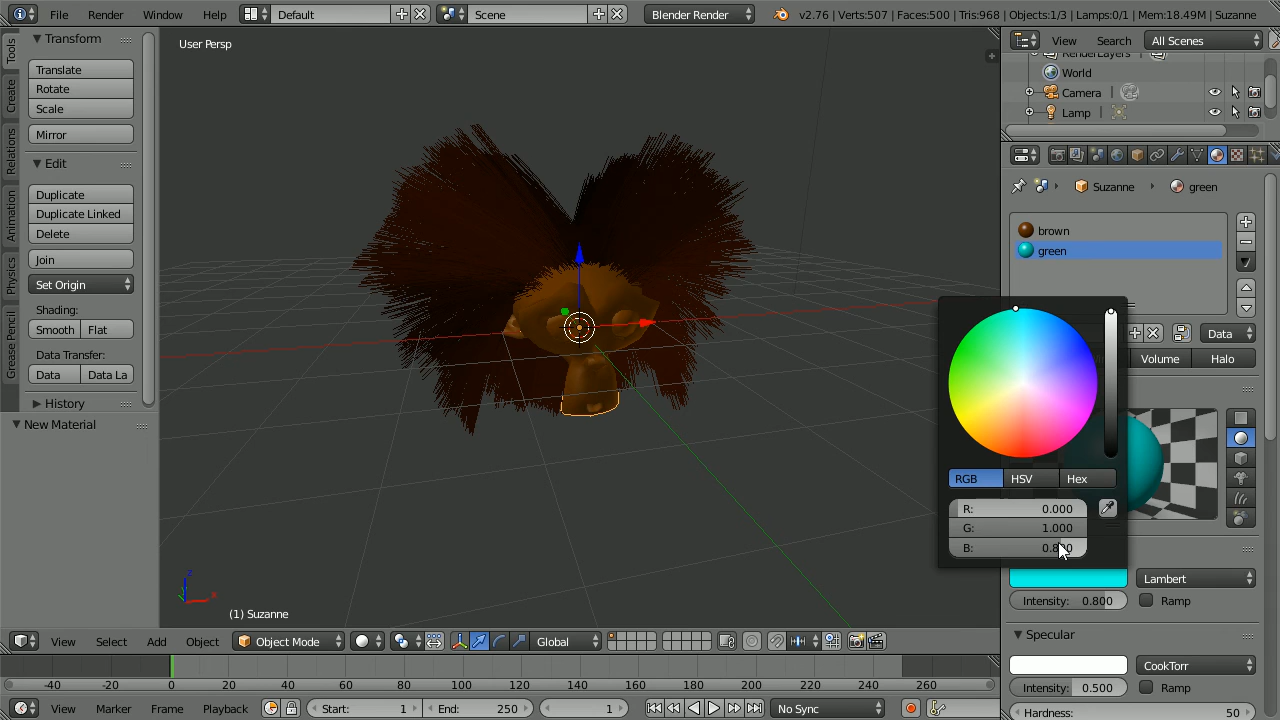 File Render Window Help Default Scene Blender Render v2.76 | Verts:507 | Faces:500 | Tris:968 | Objects:1/3 | Lamps:0/1 | Mem:18.49M | Suzanne
Tools
Create
Relations
Animation
Physics
Grease Pencil
Transform
Translate
Rotate
Scale
Mirror
Edit
Duplicate
Duplicate Linked
Delete
Join
Set Origin
Shading:
Smooth Flat
Data Transfer:
Data Data La
History
New Material
User Persp
(1) Suzanne
z
x
View Select Add Object Object Mode Global
-40 -20 0 20 40 60 80 100 120 140 160 180 200 220 240 260
View Marker Frame Playback Start: 1 End: 250 1 No Sync
View Search All Scenes
RenderLayers
World
Camera
Lamp
Suzanne green
brown
green
Data
Volume Halo
RGB HSV Hex
R: 0.000
G: 1.000
B:
Lambert
Intensity: 0.800 Ramp
Specular
CookTorr
Intensity: 0.500 Ramp
Hardness: 50